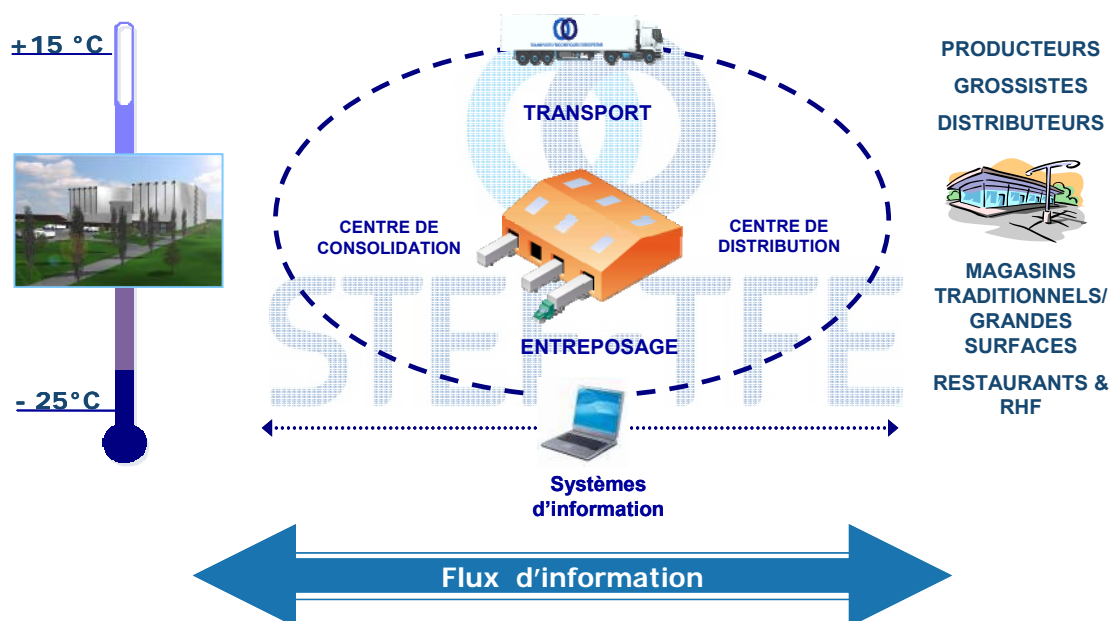 +15 °C
- 25°C
TRANSPORT
CENTRE DE
CONSOLIDATION
CENTRE DE
DISTRIBUTION
ENTREPOSAGE
STEF-TFE
Systèmes
d'information
PRODUCTEURS
GROSSISTES
DISTRIBUTEURS
MAGASINS
TRADITIONNELS/
GRANDES
SURFACES
RESTAURANTS &
RHF
Flux d'information